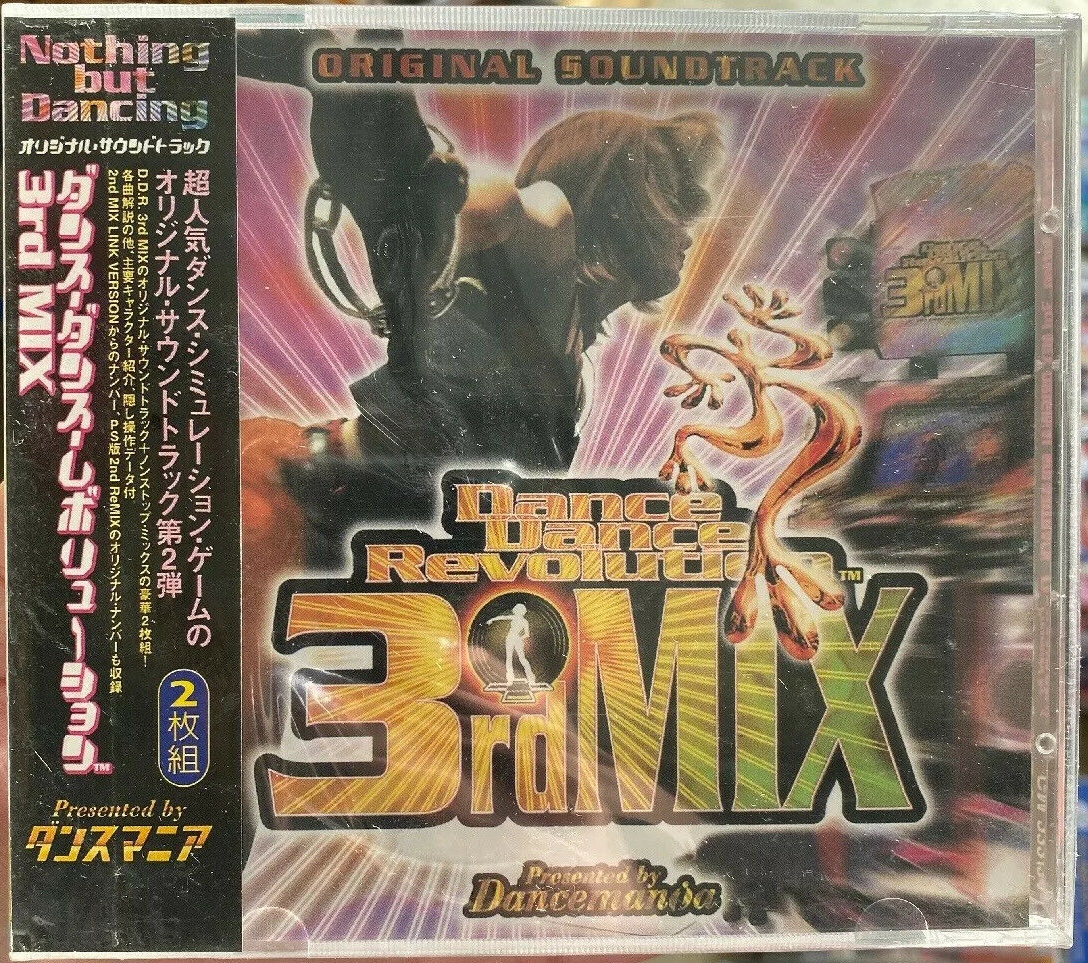 Nothing
but
Dancing
オリジナル・サウンドトラック
超人気ダンス・シミュレーション・ゲームの
オリジナル・サウンドトラック第2弾
D.D.R. 3rd MIXのオリジナル・サウンドトラック+ノンストップミックスの豪華2枚組!
各曲解説の他、主要キャラクター紹介、隠し操作データ付
2nd MIX LINK VERSIONからのナンバー、PS版2nd ReMIXのオリジナル・ナンバーも収録
ダンス・ダンス・レボリューション™
3rd MIX
2枚組
Presented by
ダンスマニア
ORIGINAL SOUNDTRACK
Dance
Dance
Revolution™
3rdMIX
Presented by
Dancemania
3rdMIX